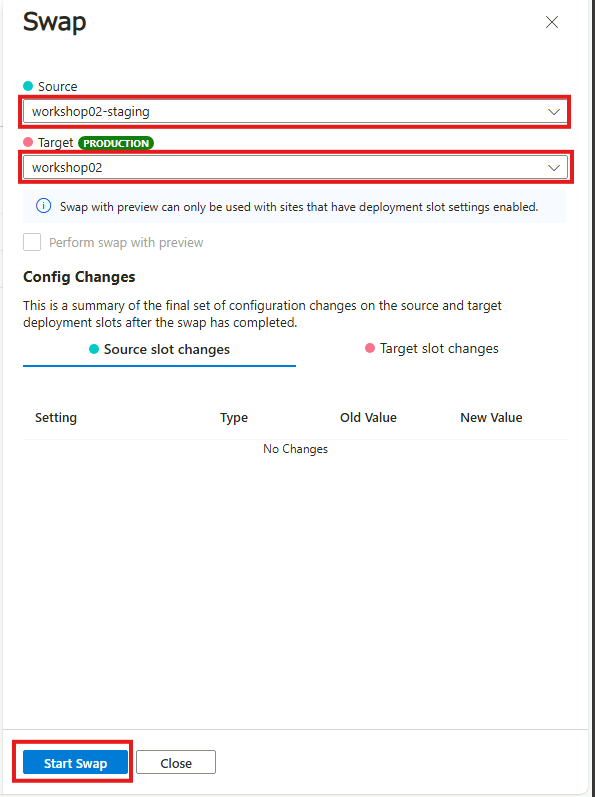 Swap
Source
workshop02-staging
Target PRODUCTION
workshop02
Swap with preview can only be used with sites that have deployment slot settings enabled.
Perform swap with preview
Config Changes
This is a summary of the final set of configuration changes on the source and target
deployment slots after the swap has completed.
Source slot changes Target slot changes
Setting Type Old Value New Value
No Changes
Start Swap Close